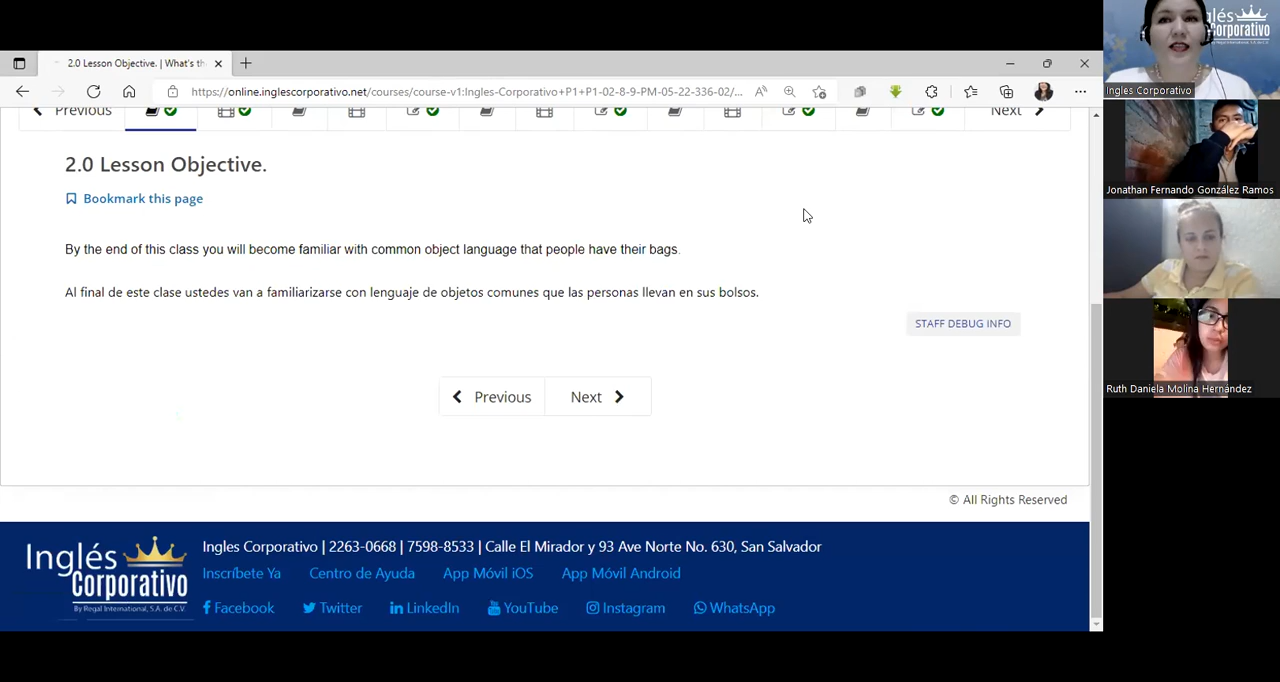 2.0 Lesson Objective. | What's th
https://online.inglescorporativo.net/courses/course-v1:Ingles-Corporativo+P1+P1-02-8-9-PM-05-22-336-02/...
Previous
Next
2.0 Lesson Objective.
Bookmark this page
By the end of this class you will become familiar with common object language that people have their bags.
Al final de este clase ustedes van a familiarizarse con lenguaje de objetos comunes que las personas llevan en sus bolsos.
STAFF DEBUG INFO
Previous
Next
© All Rights Reserved
Inglés Corporativo
By Regal International, S.A. de C.V.
Ingles Corporativo | 2263-0668 | 7598-8533 | Calle El Mirador y 93 Ave Norte No. 630, San Salvador
Inscríbete Ya Centro de Ayuda App Móvil iOS App Móvil Android
Facebook Twitter LinkedIn YouTube Instagram WhatsApp
Ingles Corporativo
Jonathan Fernando González Ramos
Ruth Daniela Molina Hernández